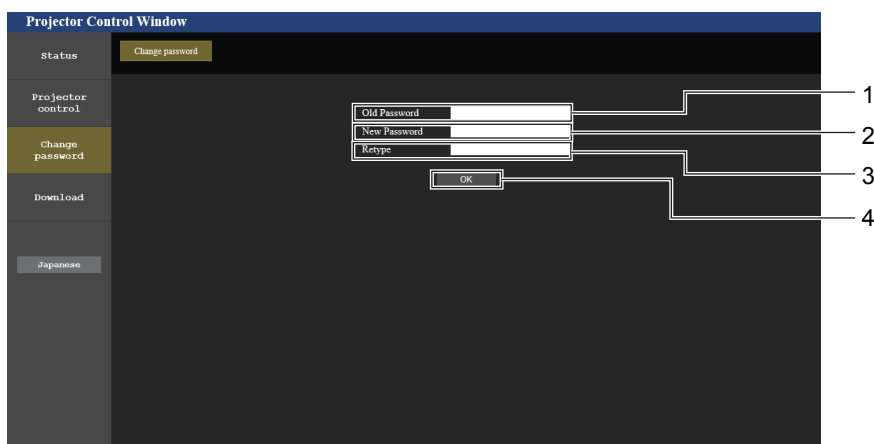 Projector Control Window
Status
Change password
Projector
control
Old Password
1
New Password
2
Change
password
Retype
3
OK
Download
4
Japanese